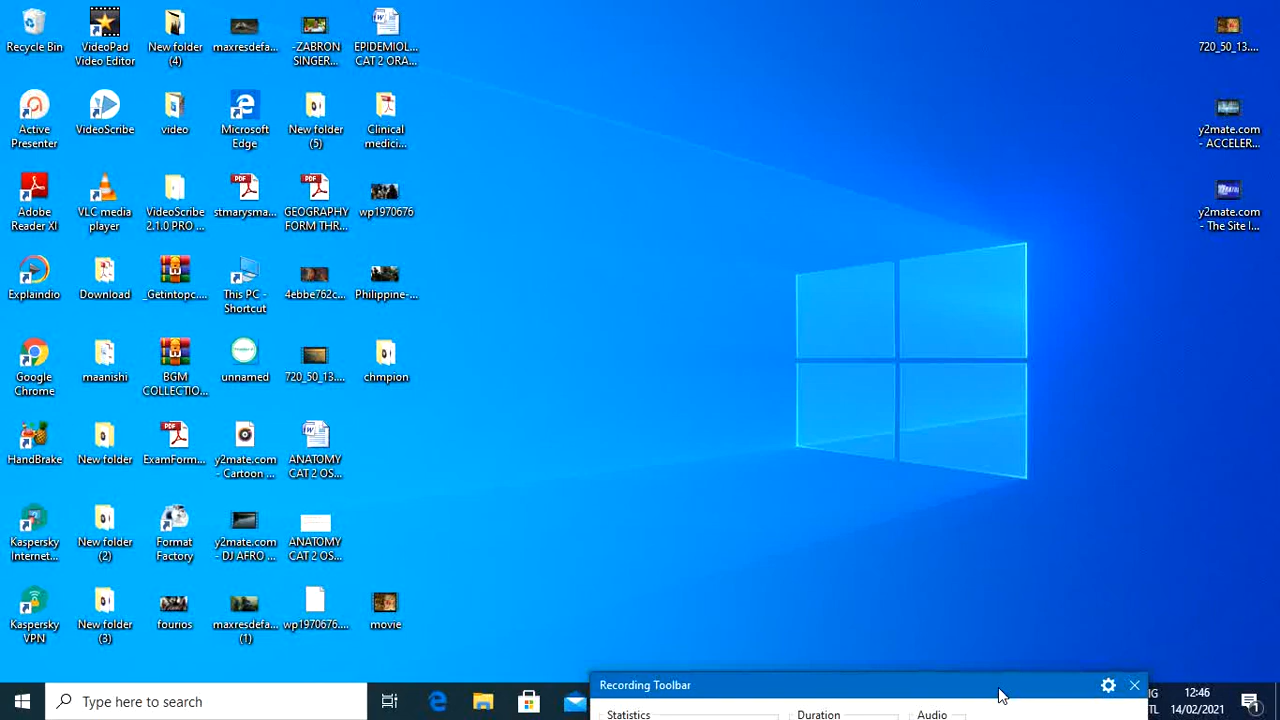 Recycle Bin
VideoPad
Video Editor
New folder
(4)
maxresdefa...
-ZABRON
SINGER...
EPIDEMIOL...
CAT 2 ORA...
720_50_13....
Active
Presenter
VideoScribe
video
Microsoft
Edge
New folder
(5)
Clinical
medici...
y2mate.com
- ACCELER...
Adobe
Reader XI
VLC media
player
VideoScribe
2.1.0 PRO ...
stmarysma...
GEOGRAPHY
FORM THR...
wp1970676
y2mate.com
- The Site I...
Explaindio
Download
_Getintopc....
This PC -
Shortcut
4ebbe762c...
Philippine-...
Google
Chrome
maanishi
BGM
COLLECTIO...
unnamed
720_50_13....
chmpion
HandBrake
New folder
ExamForm...
y2mate.com
- Cartoon ...
ANATOMY
CAT 2 OS...
Kaspersky
Internet...
New folder
(2)
Format
Factory
y2mate.com
- DJ AFRO ...
ANATOMY
CAT 2 OS...
Kaspersky
VPN
New folder
(3)
fourios
maxresdefa...
(1)
wp1970676....
movie
Recording Toolbar
Statistics
Duration
Audio
Type here to search
12:46
14/02/2021
1